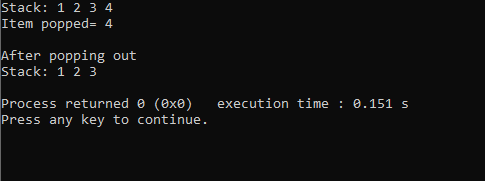 Stack: 1 2 3 4
Item popped= 4
After popping out
Stack: 1 2 3
Process returned 0 (0x0)   execution time : 0.151 s
Press any key to continue.